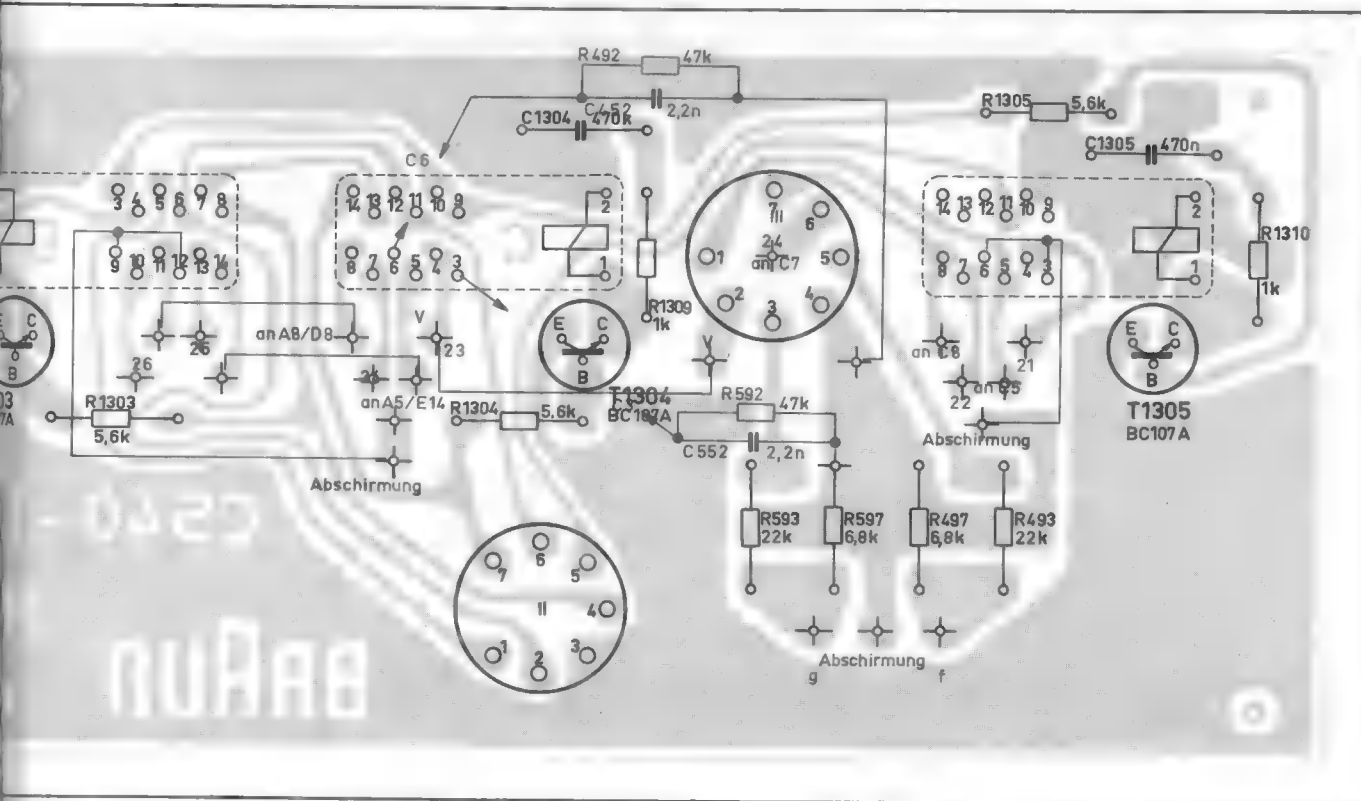 R492 47k
C452 2,2n
C1304 470k
R1305 5,6k
C1305 470n
C6
3 4 5 6 7 8
9 10 11 12 13 14
14 13 12 11 10 9
8 7 6 5 4 3
2
1
7
III
6
1
24
an C7
5
2
3
4
14 13 12 11 10 9
8 7 6 5 4 3
2
1
R1310
1k
R1309
1k
E C
B
V
23
26
26
an A8/D8
an A5/E14
V
an C8
21
22
an C5
E C
B
T1304
BC107A
T1305
BC107A
E C
B
03
7A
R1303
5,6k
R1304 5,6k
R592
47k
C552 2,2n
Abschirmung
Abschirmung
R593
22k
R597
6,8k
R497
6,8k
R493
22k
7 6 5
II
4
1 2 3
Abschirmung
g f
BRAUN